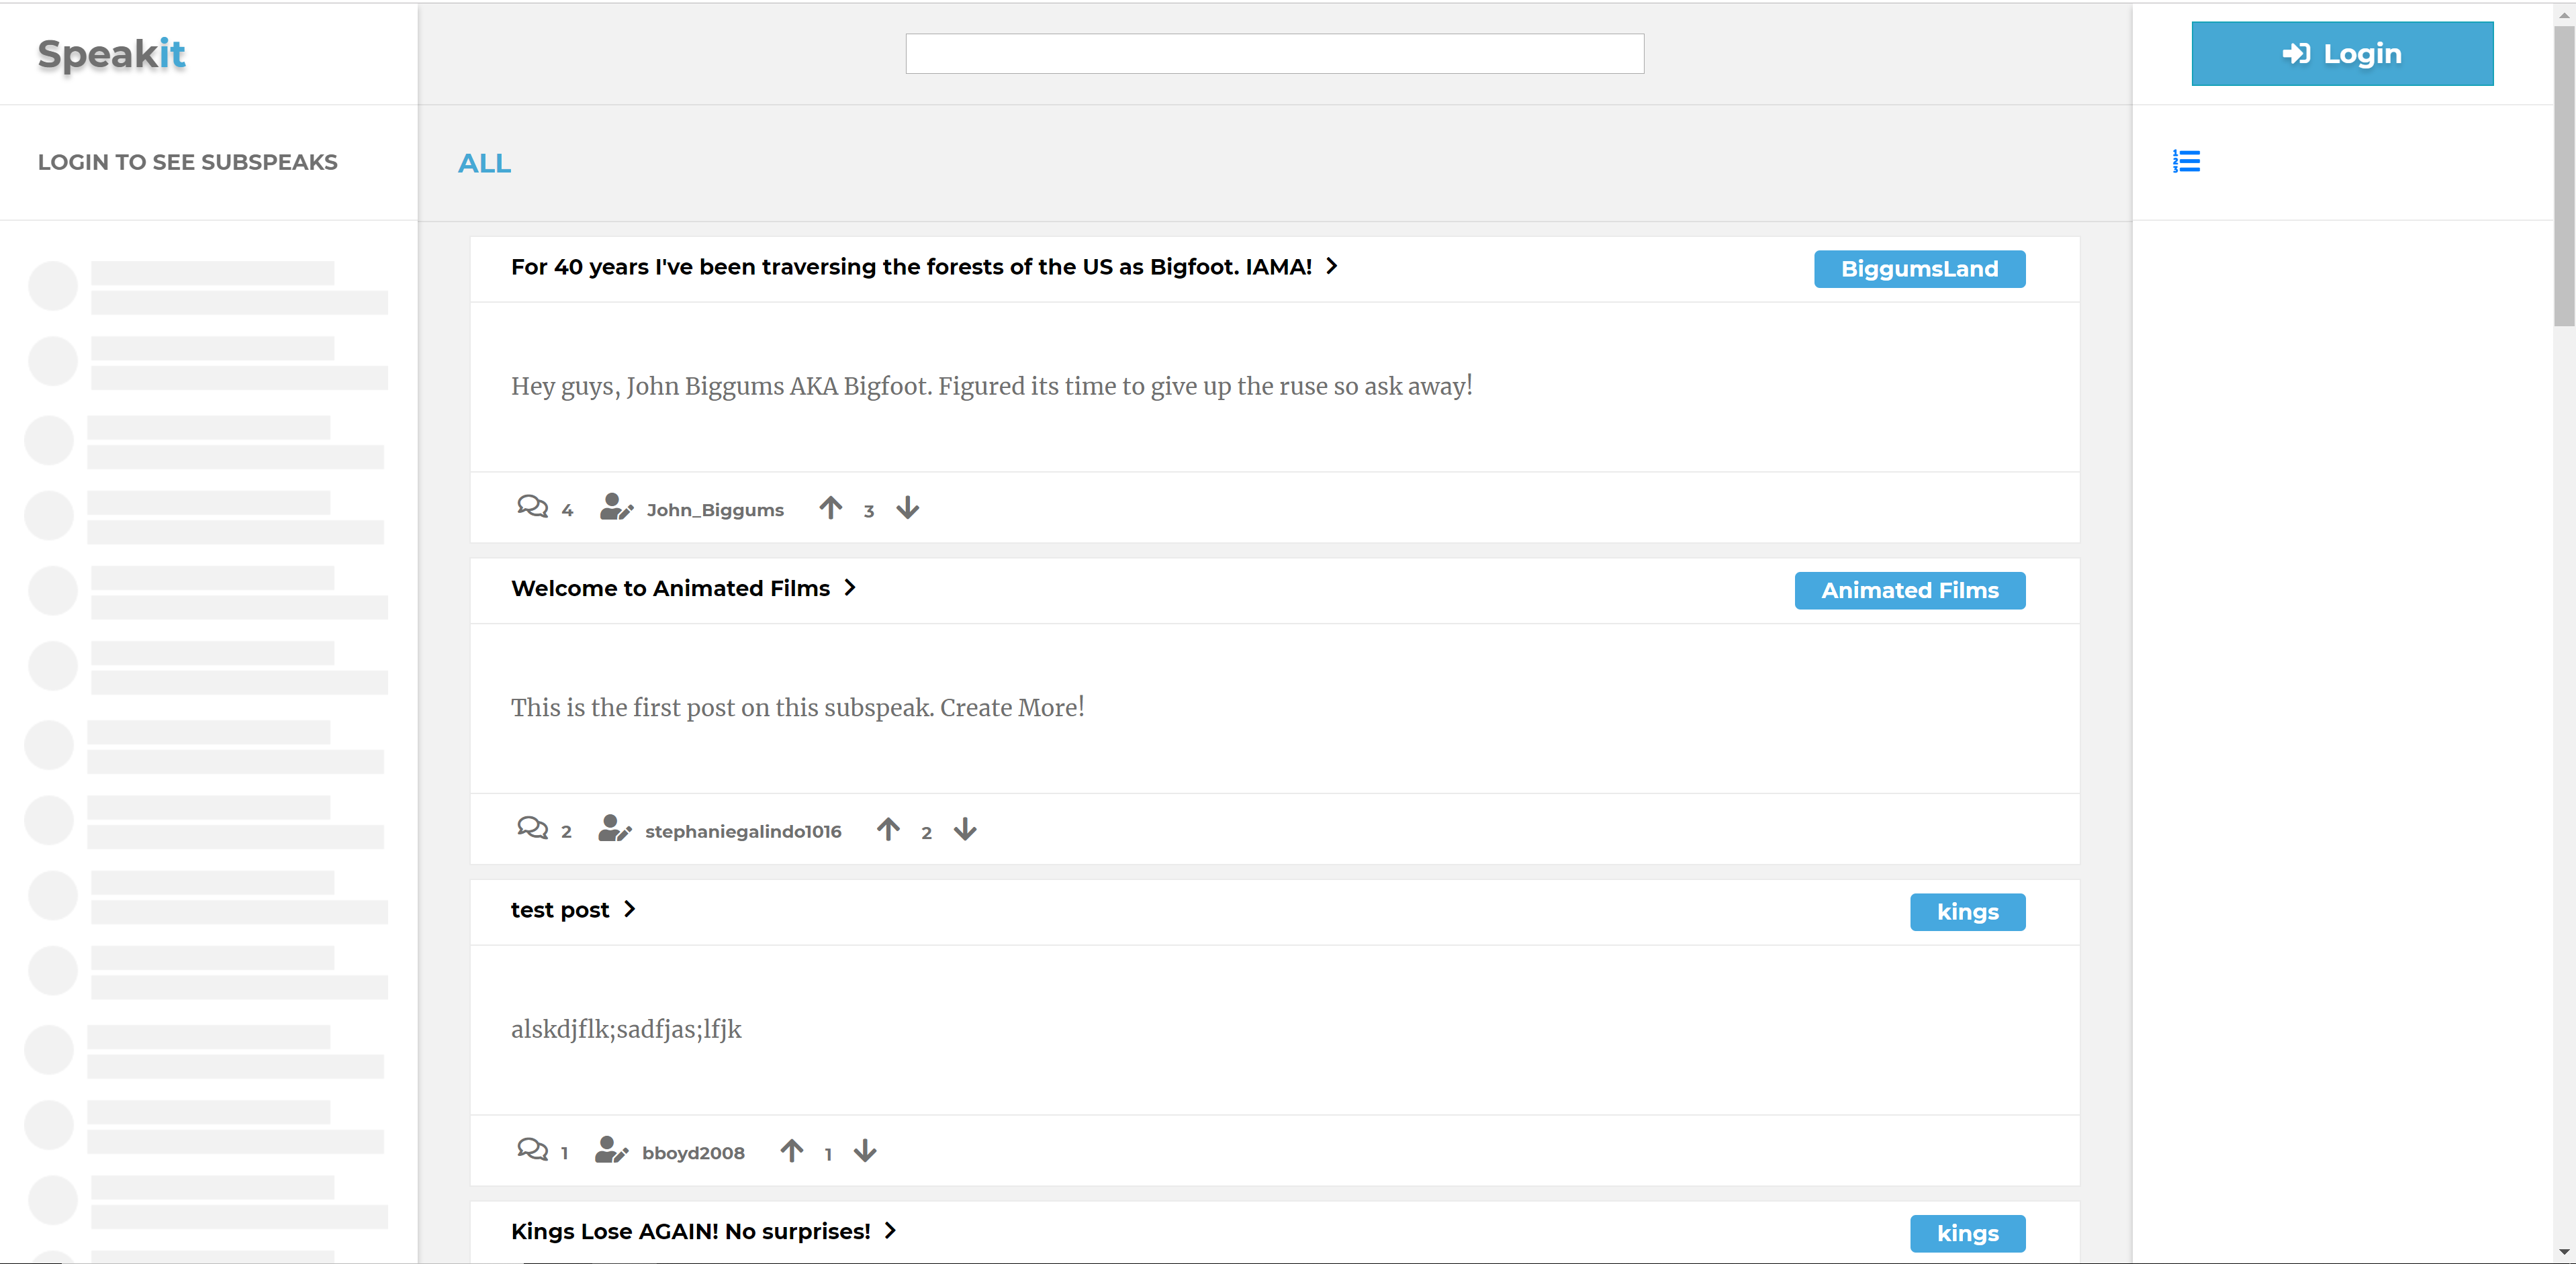 Speakit
Login
LOGIN TO SEE SUBSPEAKS
ALL
For 40 years I've been traversing the forests of the US as Bigfoot. IAMA!
BiggumsLand
Hey guys, John Biggums AKA Bigfoot. Figured its time to give up the ruse so ask away!
4 John_Biggums 3
Welcome to Animated Films
Animated Films
This is the first post on this subspeak. Create More!
2 stephaniegalindo1016 2
test post
kings
alskdjflk;sadfjas;lfjk
1 bboyd2008 1
Kings Lose AGAIN! No surprises!
kings